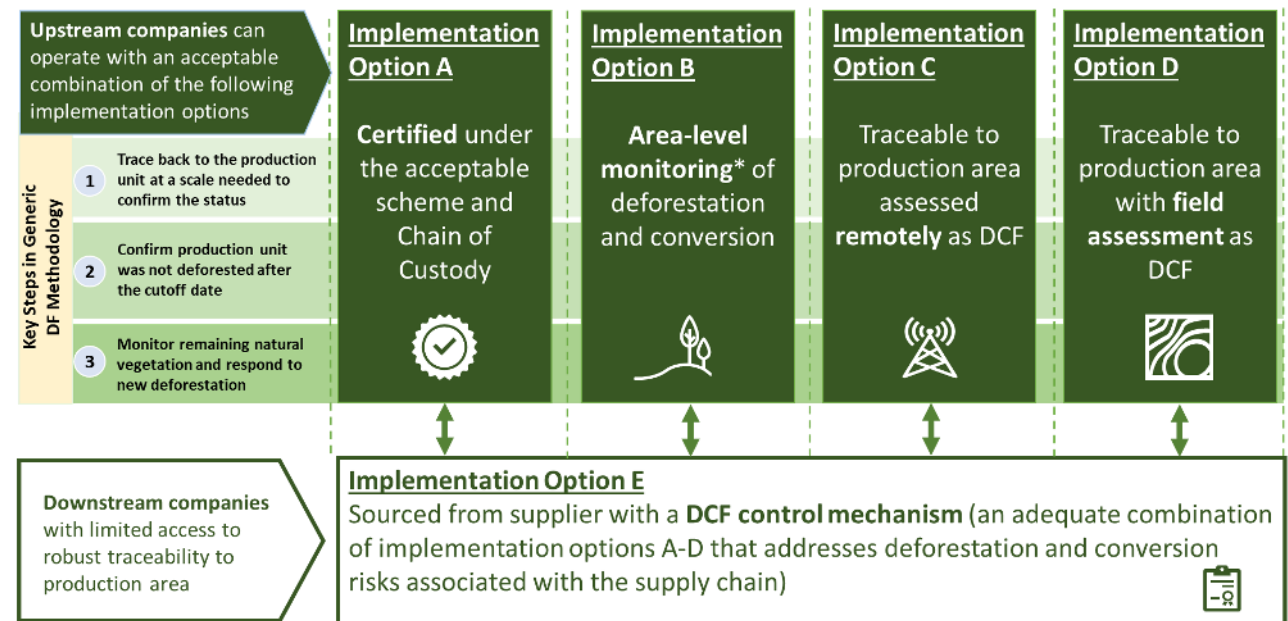 Upstream companies can
operate with an acceptable
combination of the following
implementation options
Implementation
Option A
Certified under
the acceptable
scheme and
Chain of
Custody
Implementation
Option B
Area-level
monitoring* of
deforestation
and conversion
Implementation
Option C
Traceable to
production area
assessed
remotely as DCF
Implementation
Option D
Traceable to
production area
with field
assessment as
DCF
Key Steps in Generic
DF Methodology
1
Trace back to the production
unit at a scale needed to
confirm the status
2
Confirm production unit
was not deforested after
the cutoff date
3
Monitor remaining natural
vegetation and respond to
new deforestation
Downstream companies
with limited access to
robust traceability to
production area
Implementation Option E
Sourced from supplier with a DCF control mechanism (an adequate combination
of implementation options A-D that addresses deforestation and conversion
risks associated with the supply chain)